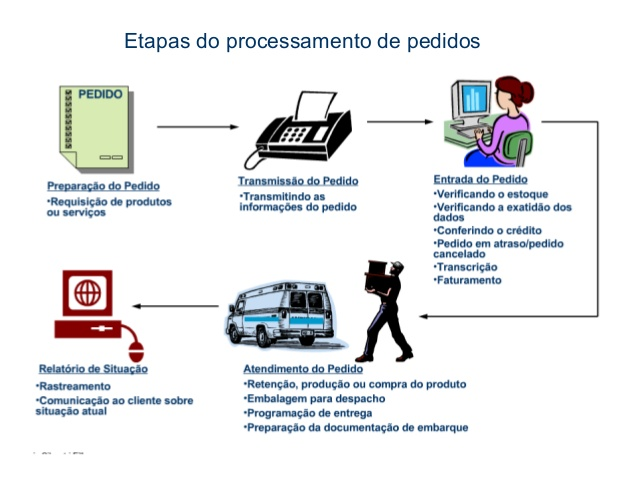 Etapas do processamento de pedidos
PEDIDO
Preparação do Pedido
•Requisição de produtos
ou serviços
Transmissão do Pedido
•Transmitindo as
informações do pedido
Entrada do Pedido
•Verificando o estoque
•Verificando a exatidão dos
dados
•Conferindo o crédito
•Pedido em atraso/pedido
cancelado
•Transcrição
•Faturamento
Relatório de Situação
•Rastreamento
•Comunicação ao cliente sobre
situação atual
Atendimento do Pedido
•Retenção, produção ou compra do produto
•Embalagem para despacho
•Programação de entrega
•Preparação da documentação de embarque